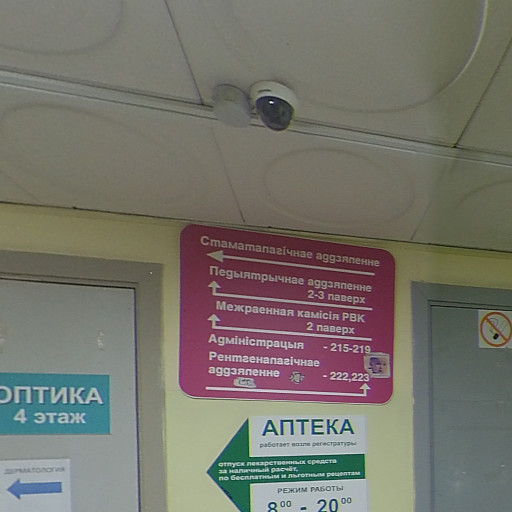 Стаматалагічнае аддзяленне
Педыятрычнае аддзяленне
2-3 паверх
Межраенная камісія РВК
2 паверх
Адміністрацыя - 215-219
Рентгеналагічнае
аддзяленне - 222,223
ОПТИКА
4 этаж
ДЕРМАТОЛОГИЯ
АПТЕКА
работает возле регистратуры
отпуск лекарственных средств
за наличный расчёт,
по бесплатным и льготным рецептам
РЕЖИМ РАБОТЫ
8⁰⁰ - 20⁰⁰